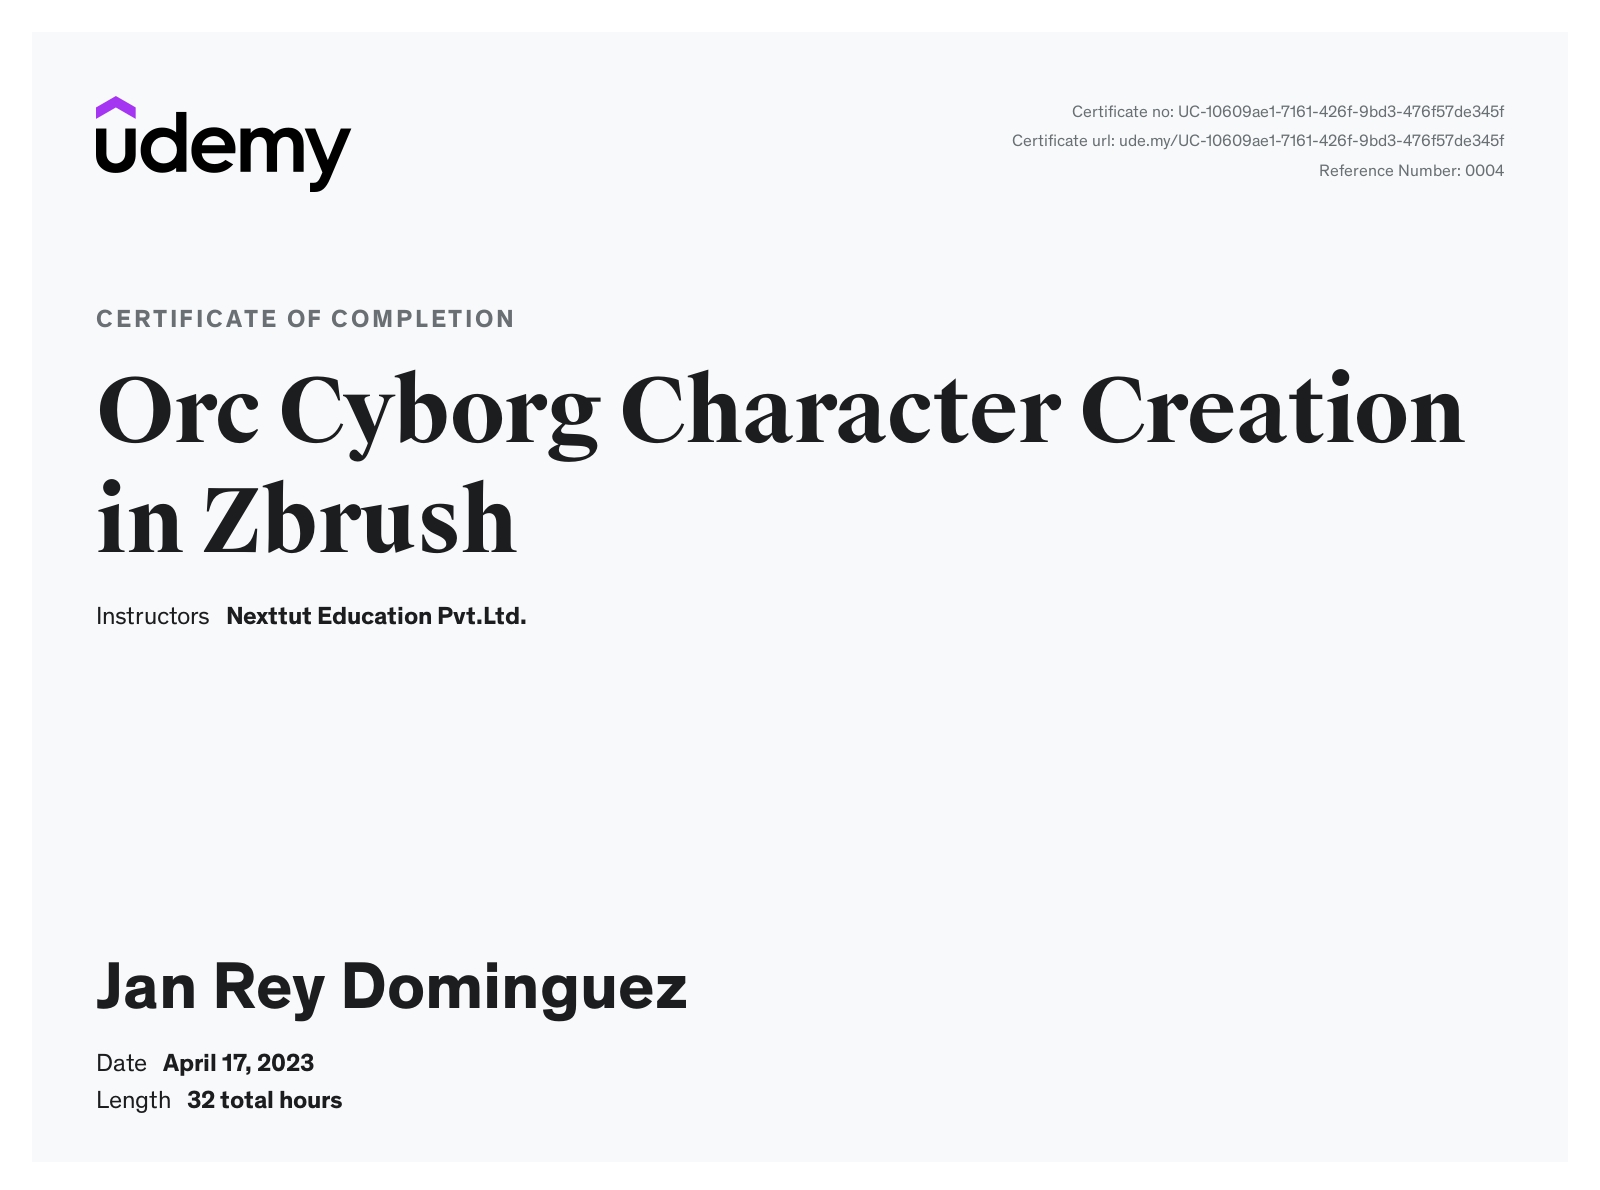 udemy
Certificate no: UC-10609ae1-7161-426f-9bd3-476f57de345f
Certificate url: ude.my/UC-10609ae1-7161-426f-9bd3-476f57de345f
Reference Number: 0004
CERTIFICATE OF COMPLETION
Orc Cyborg Character Creation
in Zbrush
Instructors Nexttut Education Pvt.Ltd.
Jan Rey Dominguez
Date April 17, 2023
Length 32 total hours